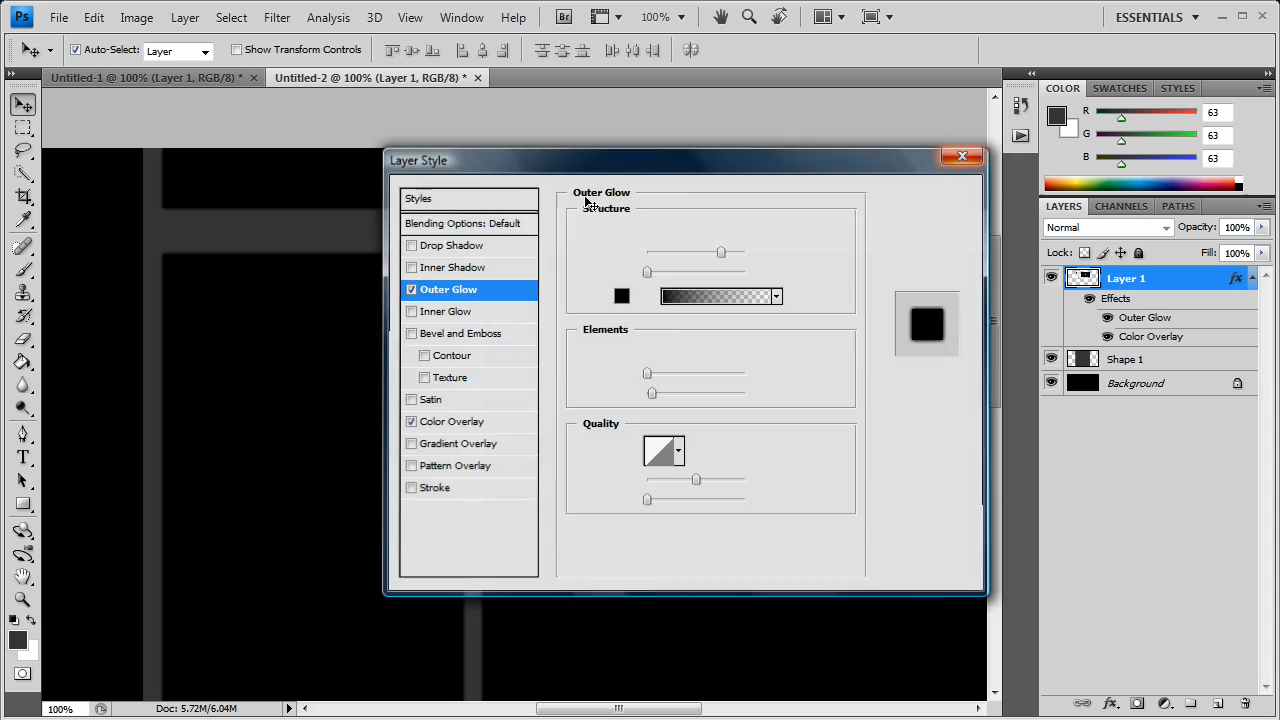 Ps File Edit Image Layer Select Filter Analysis 3D View Window Help Br 100% ESSENTIALS
Auto-Select: Layer Show Transform Controls
Untitled-1 @ 100% (Layer 1, RGB/8) * Untitled-2 @ 100% (Layer 1, RGB/8) *
Layer Style
Styles
Blending Options: Default
Drop Shadow
Inner Shadow
Outer Glow
Inner Glow
Bevel and Emboss
Contour
Texture
Satin
Color Overlay
Gradient Overlay
Pattern Overlay
Stroke
Outer Glow
Structure
Elements
Quality
COLOR SWATCHES STYLES
R 63
G 63
B 63
LAYERS CHANNELS PATHS
Normal Opacity: 100%
Lock: Fill: 100%
Layer 1 fx
Effects
Outer Glow
Color Overlay
Shape 1
Background
100% Doc: 5.72M/6.04M